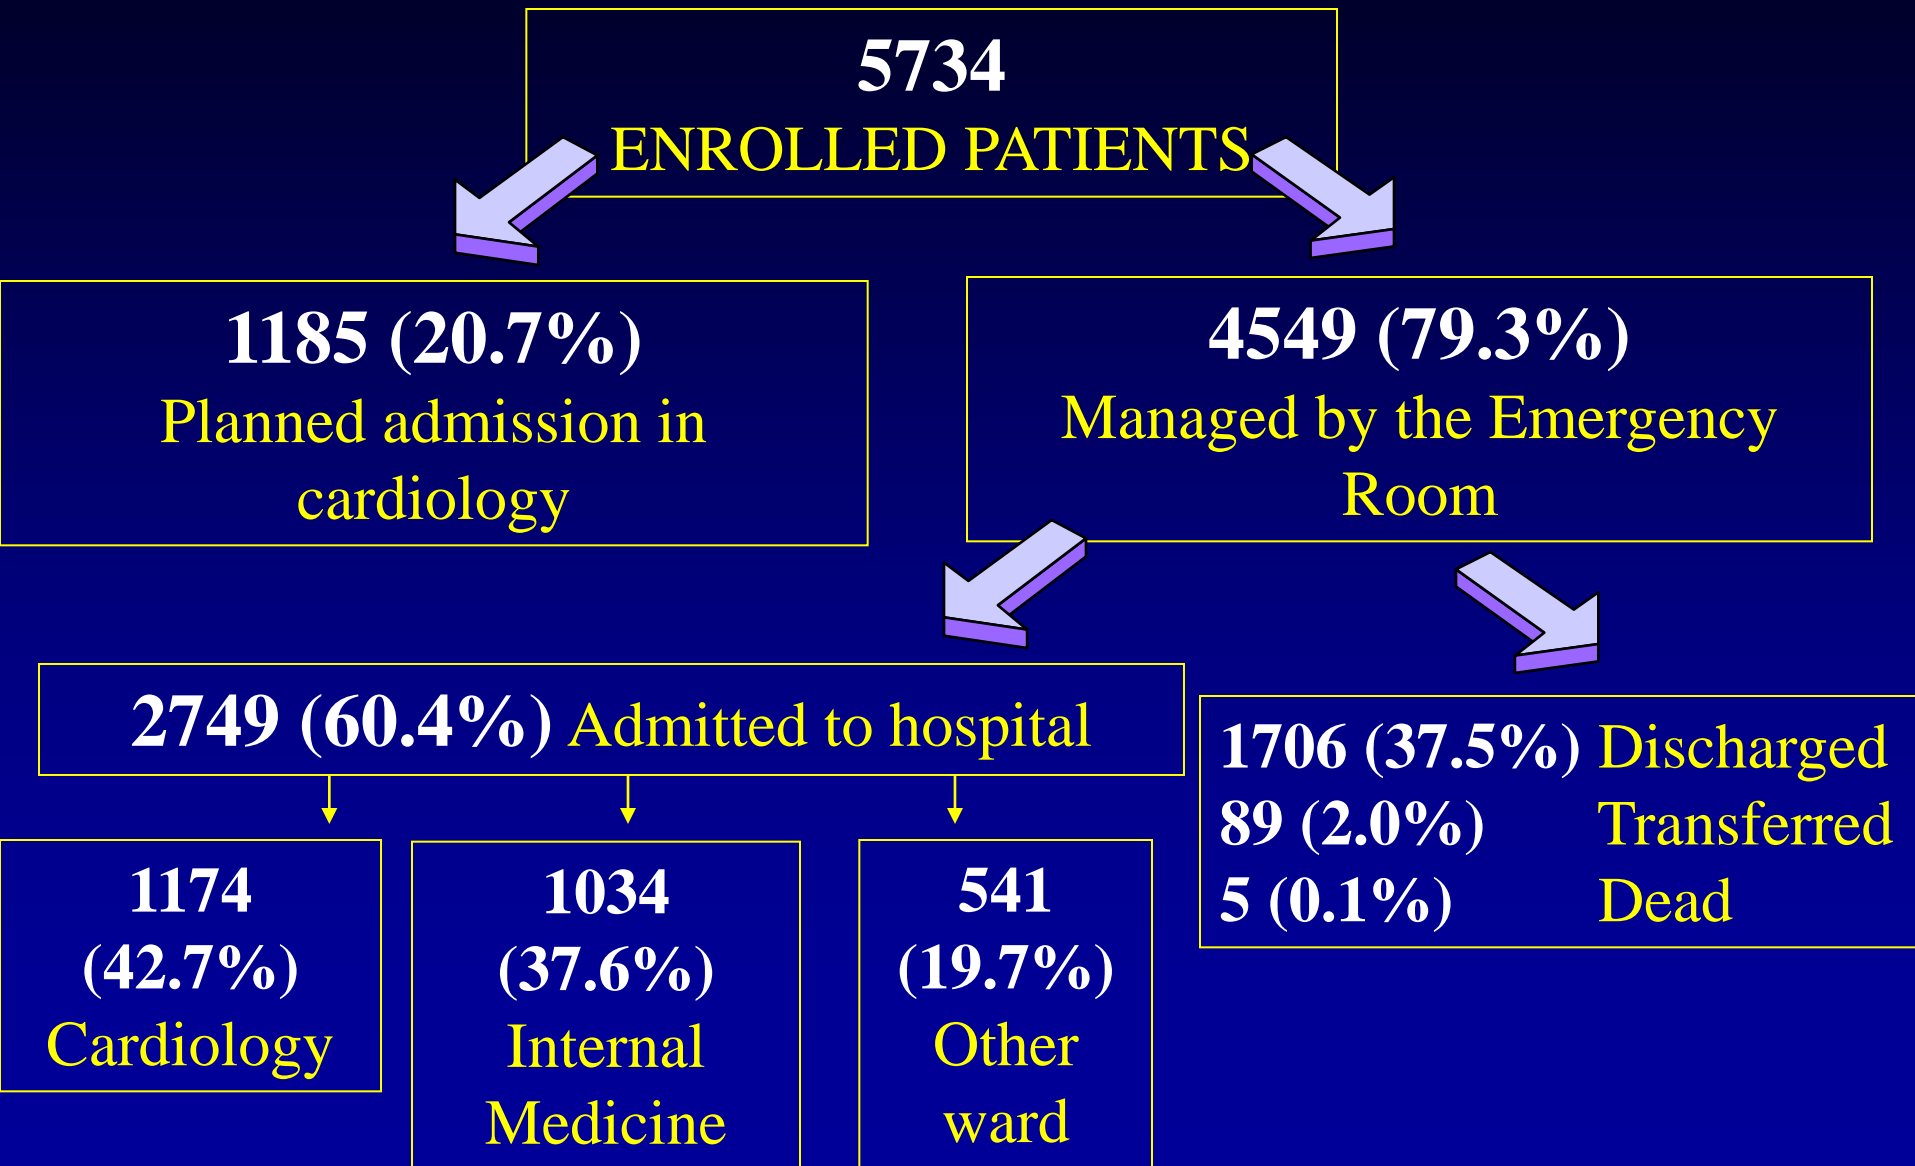 5734
ENROLLED PATIENTS
1185 (20.7%)
Planned admission in
cardiology
4549 (79.3%)
Managed by the Emergency
Room
2749 (60.4%) Admitted to hospital
1706 (37.5%) Discharged
89 (2.0%) Transferred
5 (0.1%) Dead
1174
(42.7%)
Cardiology
1034
(37.6%)
Internal
Medicine
541
(19.7%)
Other
ward